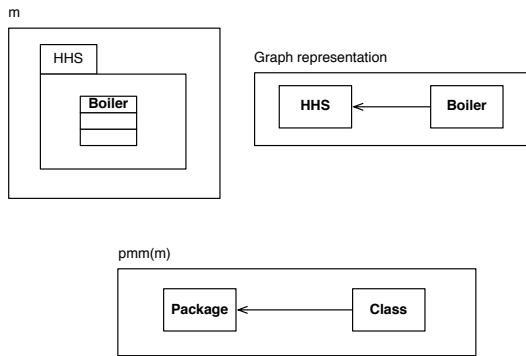 m
HHS
Boiler
Graph representation
HHS
Boiler
pmm(m)
Package
Class